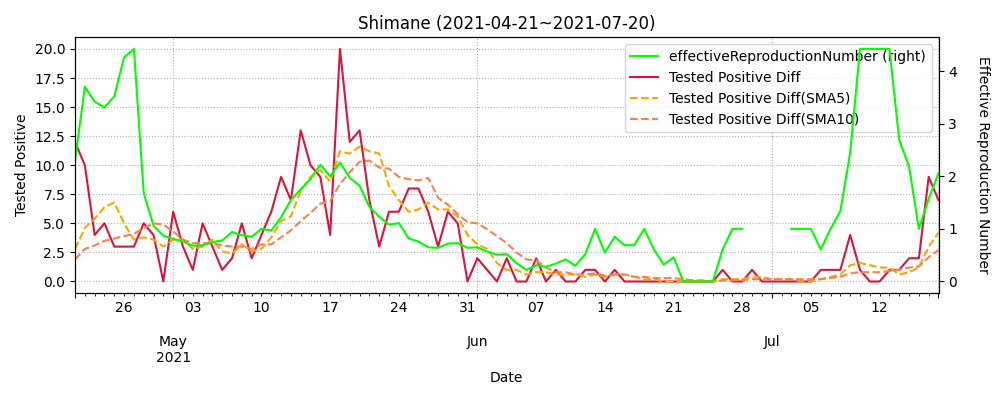 Shimane (2021-04-21~2021-07-20)
effectiveReproductionNumber (right)
Tested Positive Diff
Tested Positive Diff(SMA5)
Tested Positive Diff(SMA10)
Tested Positive
20.0
17.5
15.0
12.5
10.0
7.5
5.0
2.5
0.0
4
3
2
1
0
Effective Reproduction Number
26 03 10 17 24 31 07 14 21 28 05 12
May Jun Jul
2021
Date